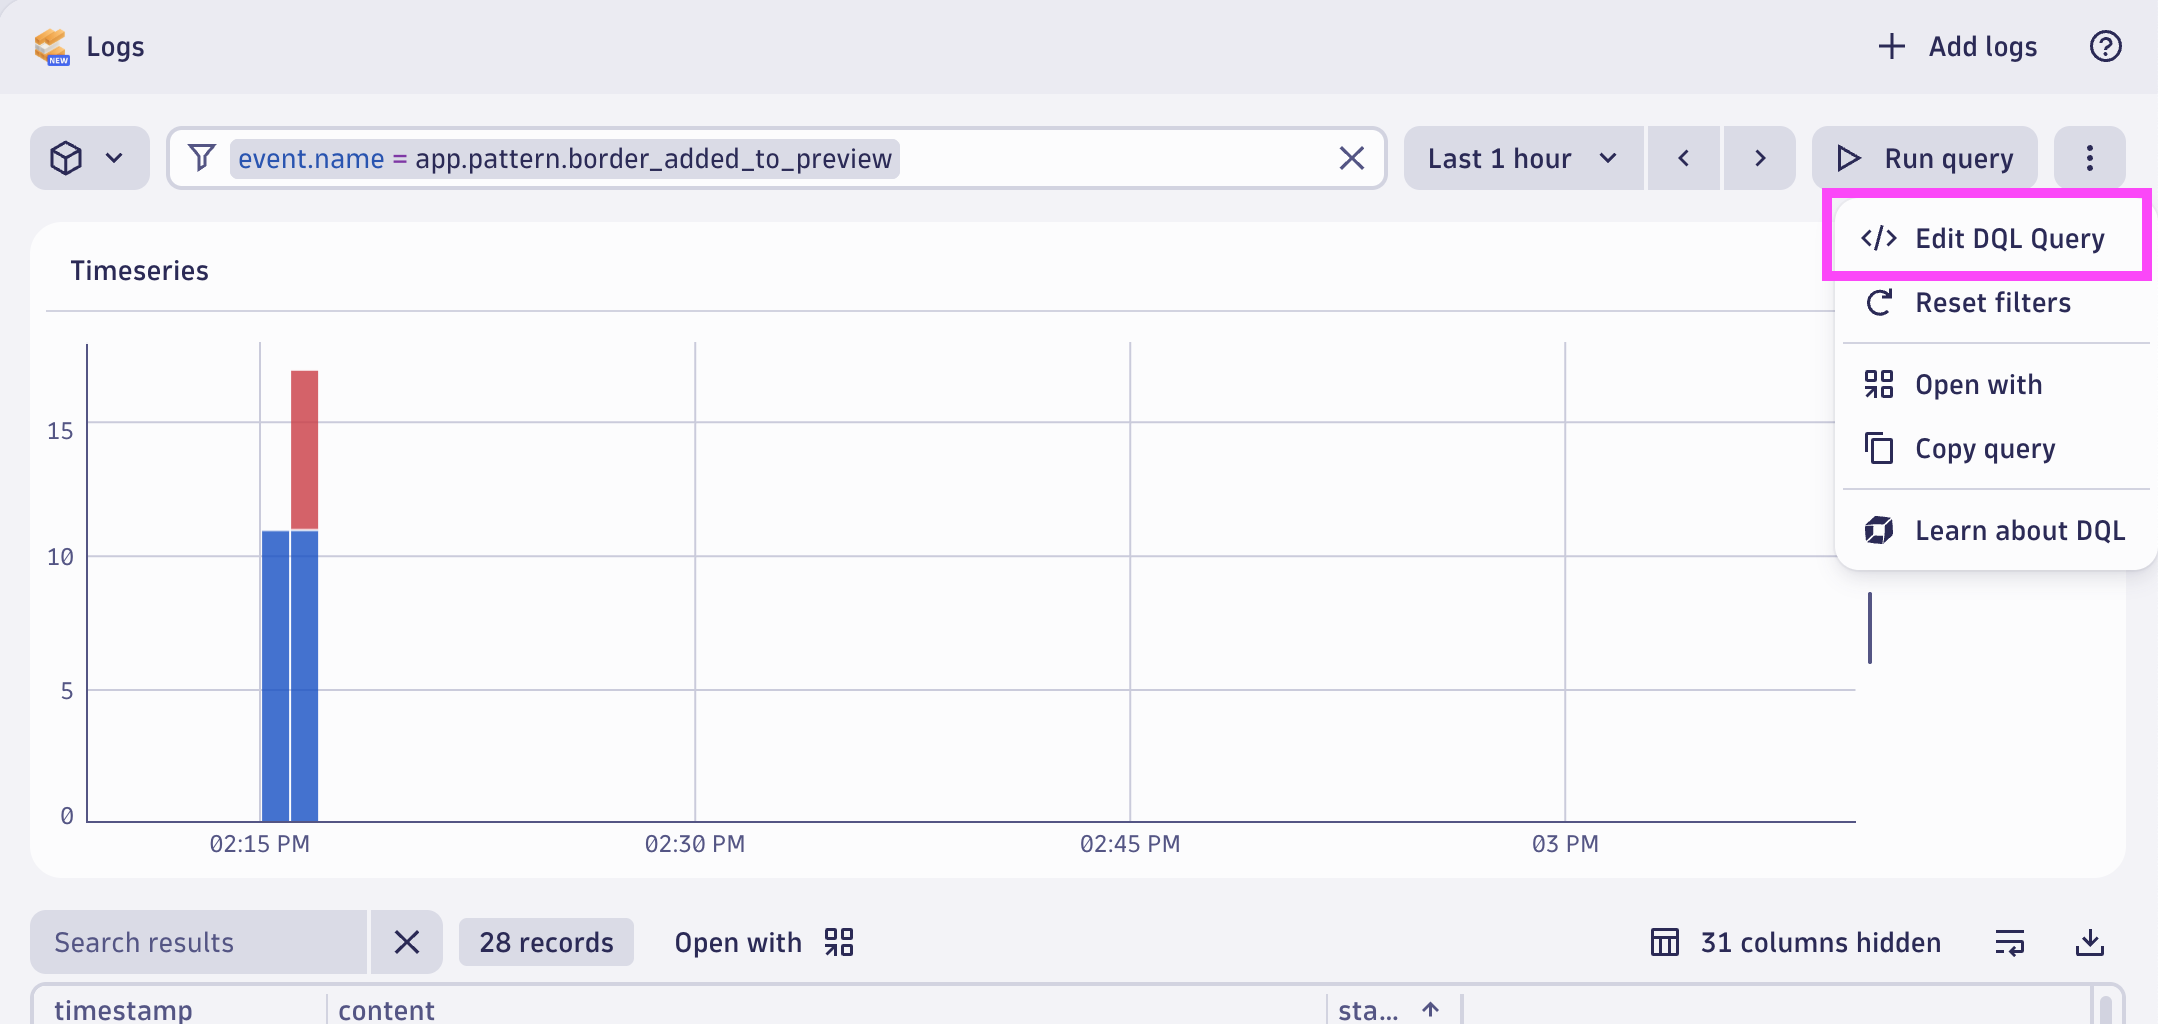 Logs
NEW
Add logs
event.name = app.pattern.border_added_to_preview
Last 1 hour
Run query
Edit DQL Query
Reset filters
Open with
Copy query
Learn about DQL
Timeseries
15
10
5
0
02:15 PM
02:30 PM
02:45 PM
03 PM
Search results
28 records
Open with
31 columns hidden
timestamp
content
sta...